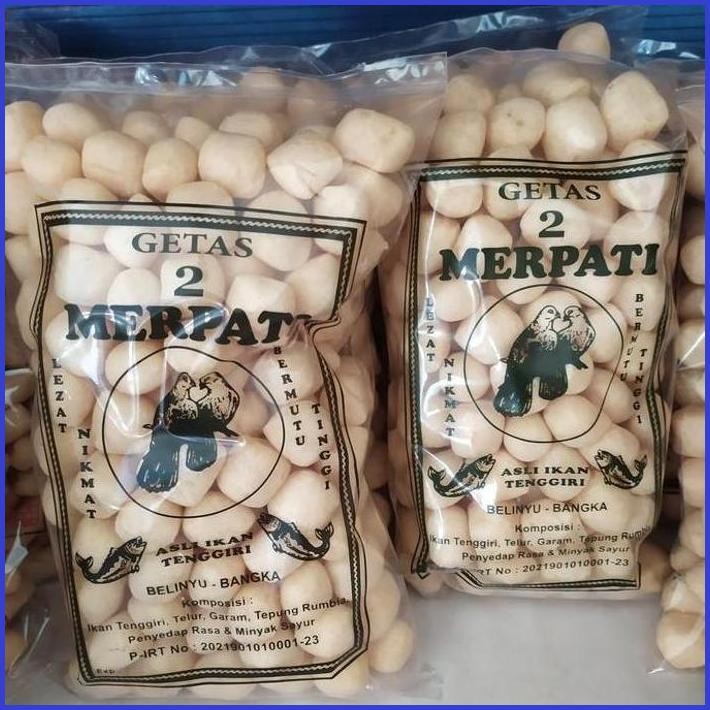 GETAS
2
MERPATI
LEZAT
NIKMAT
BERMUTU
TINGGI
ASLI IKAN
TENGGIRI
BELINYU - BANGKA
Komposisi :
Ikan Tenggiri, Telur, Garam, Tepung Rumbia,
Penyedap Rasa & Minyak Sayur
P-IRT No : 2021901010001-23
GETAS
2
MERPATI
LEZAT
NIKMAT
BERMUTU
TINGGI
ASLI IKAN
TENGGIRI
BELINYU - BANGKA
Komposisi :
Ikan Tenggiri, Telur, Garam, Tepung Rumbia
Penyedap Rasa & Minyak Sayur
P-IRT No : 2021901010001-23